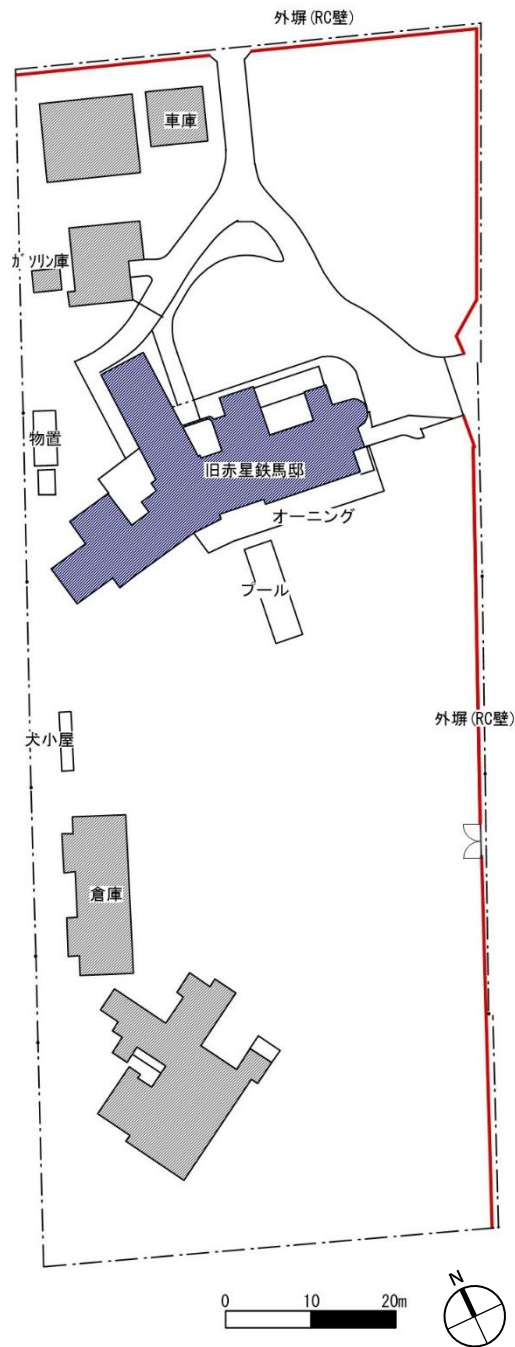 外塀(RC壁)
車庫
ガソリン庫
物置
旧赤星鉄馬邸
オーニング
プール
犬小屋
外塀(RC壁)
倉庫
N
0 10 20m